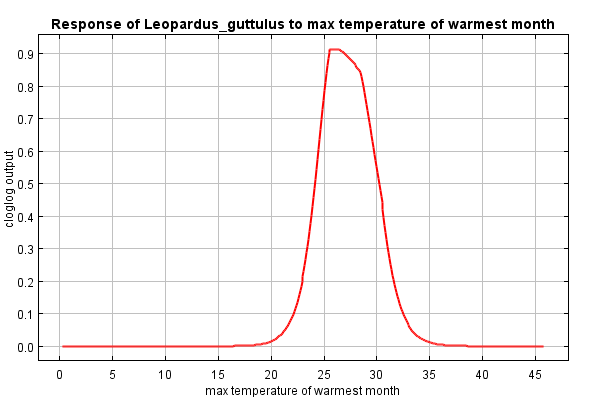 Response of Leopardus_guttulus to max temperature of warmest month
0.9
0.8
0.7
0.6
0.5
0.4
0.3
0.2
0.1
0.0
cloglog output
0 5 10 15 20 25 30 35 40 45
max temperature of warmest month